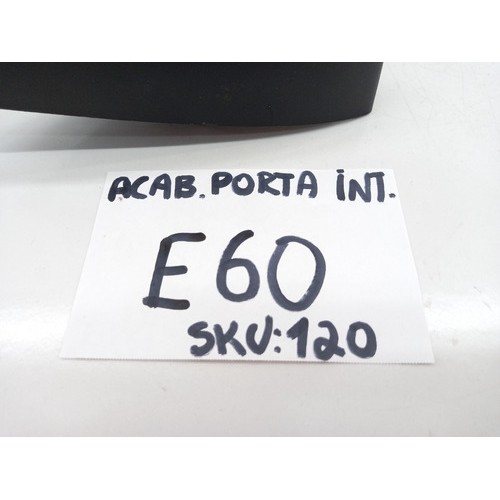 ACAB. PORTA INT.
E60
SKU:120